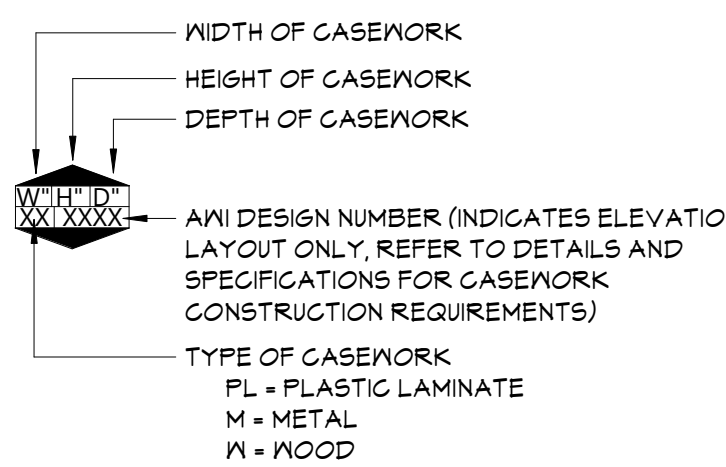 WIDTH OF CASEWORK
HEIGHT OF CASEWORK
DEPTH OF CASEWORK
W" H" D"
XX XXXX
AWI DESIGN NUMBER (INDICATES ELEVATIO
LAYOUT ONLY, REFER TO DETAILS AND
SPECIFICATIONS FOR CASEWORK
CONSTRUCTION REQUIREMENTS)
TYPE OF CASEWORK
PL = PLASTIC LAMINATE
M = METAL
W = WOOD